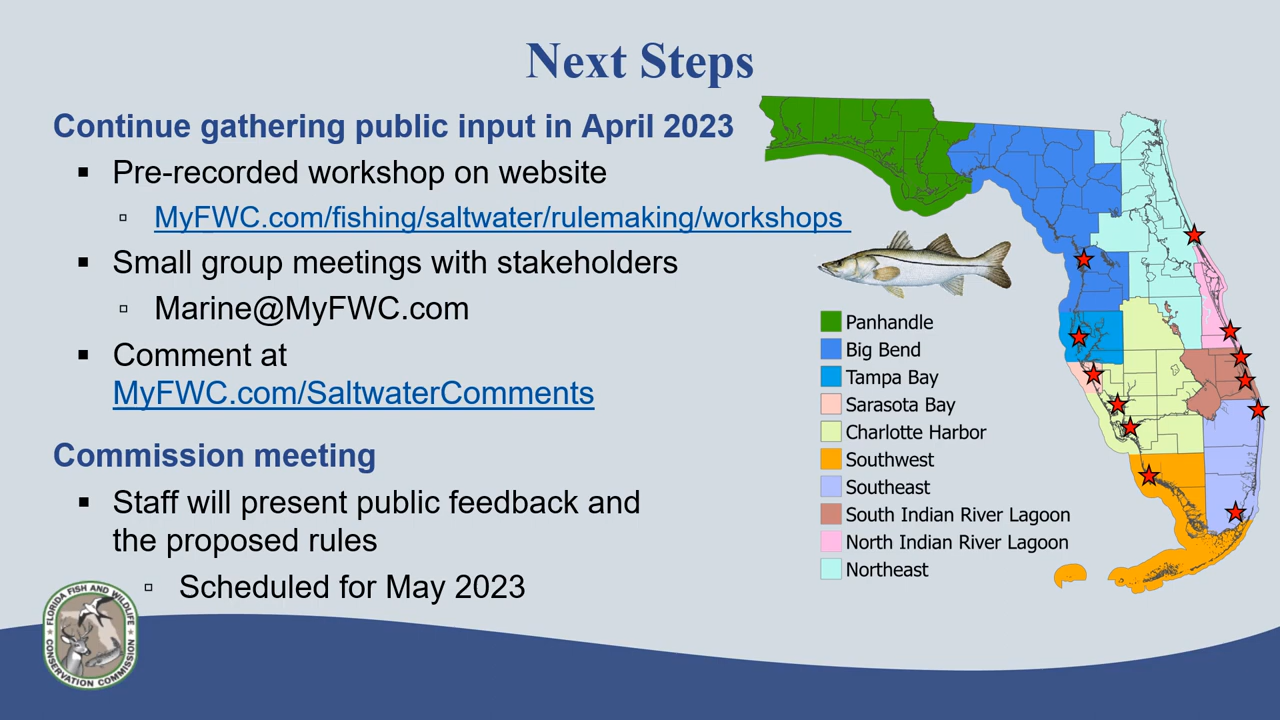 Next Steps
Continue gathering public input in April 2023
▪ Pre-recorded workshop on website
▫ MyFWC.com/fishing/saltwater/rulemaking/workshops
▪ Small group meetings with stakeholders
▫ Marine@MyFWC.com
▪ Comment at
MyFWC.com/SaltwaterComments
Commission meeting
▪ Staff will present public feedback and
the proposed rules
▫ Scheduled for May 2023
Panhandle
Big Bend
Tampa Bay
Sarasota Bay
Charlotte Harbor
Southwest
Southeast
South Indian River Lagoon
North Indian River Lagoon
Northeast
FLORIDA FISH AND WILDLIFE
CONSERVATION COMMISSION